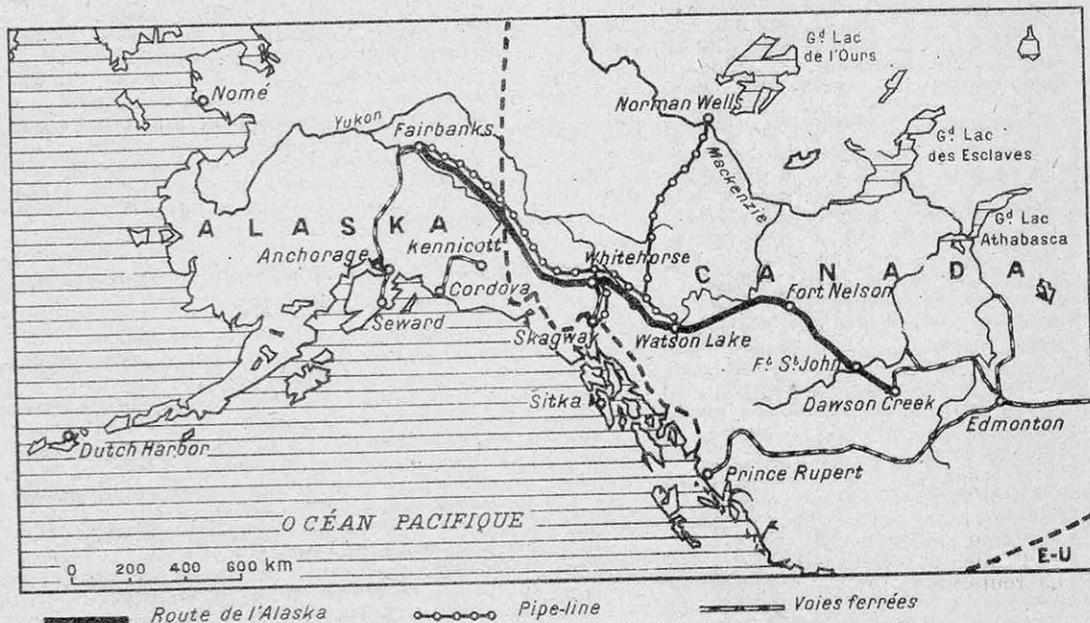 Gd Lac
de l'Ours
Nomé
Norman Wells
Yukon
Fairbanks
Gd Lac
des Esclaves
Mackenzie
ALASKA
Gd Lac
Athabasca
kennicott
Anchorage
Whitehorse
CANADA
Cordova
Fort Nelson
Seward
Skagway
Watson Lake
Ft St John
Sitka
Dawson Creek
Edmonton
Dutch Harbor
Prince Rupert
OCÉAN PACIFIQUE
E-U
0 200 400 600 km
Route de l'Alaska
Pipe-line
Voies ferrées